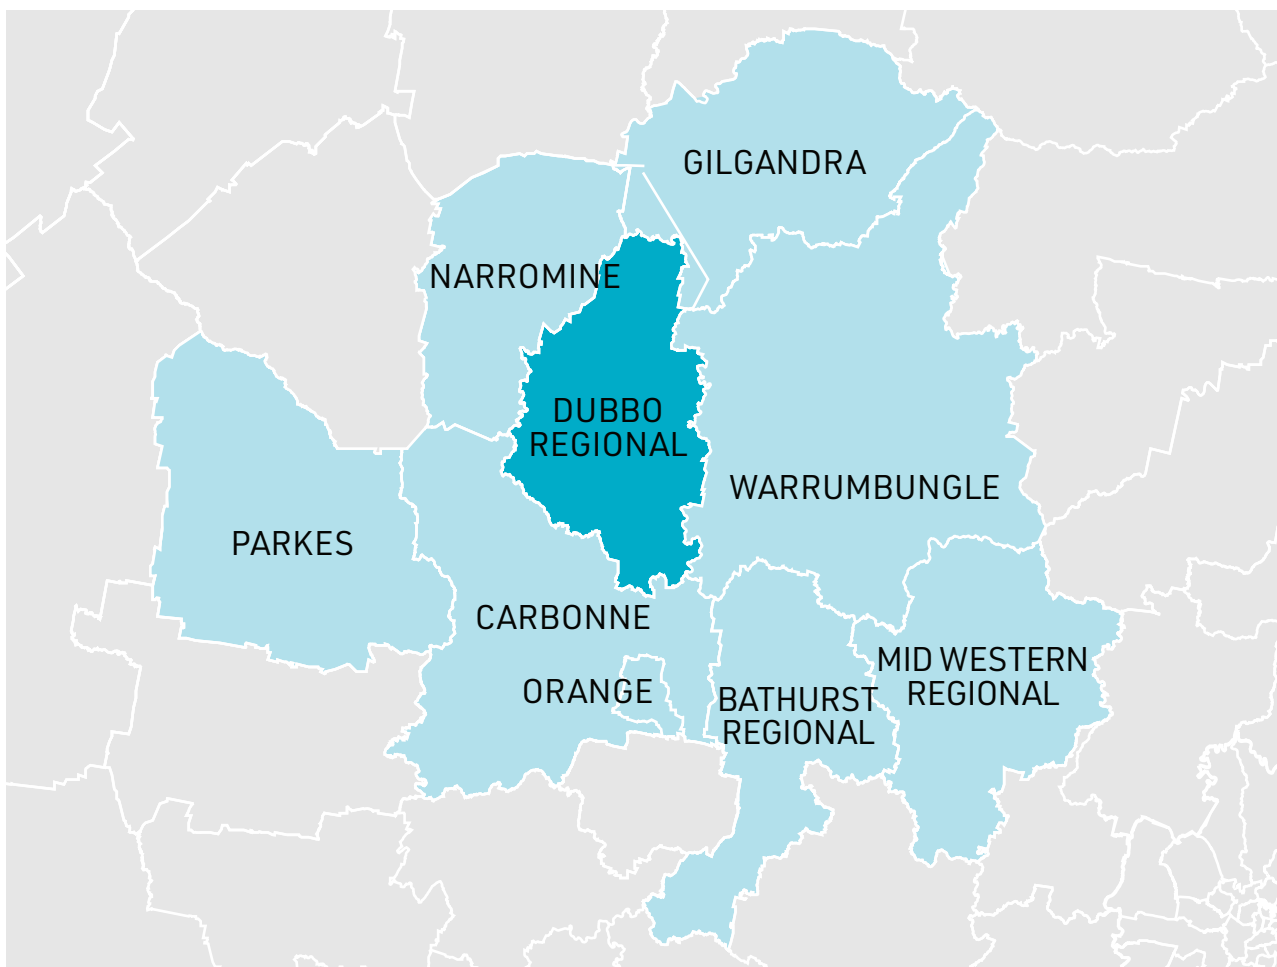 GILGANDRA
NARROMINE
DUBBO
REGIONAL
WARRUMBUNGLE
PARKES
CARBONNE
ORANGE
BATHURST
REGIONAL
MID WESTERN
REGIONAL